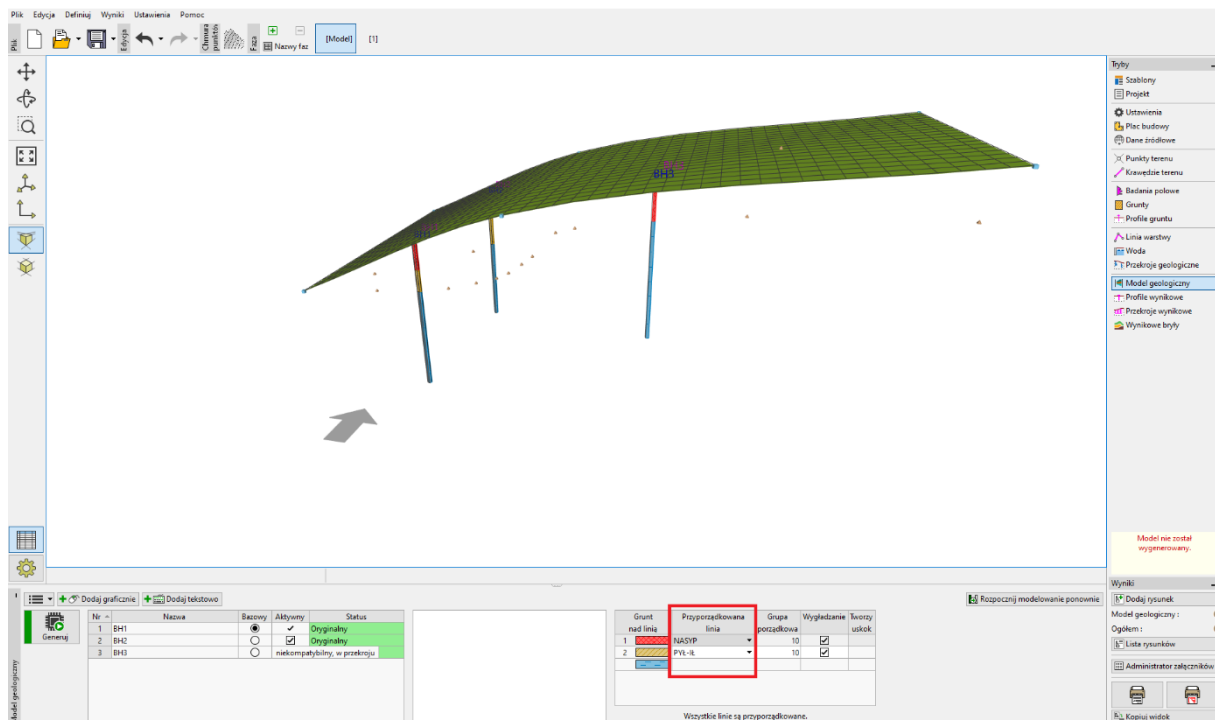 Plik Edycja Definiuj Wyniki Ustawienia Pomoc
Plik
Edycja
Chmura punktów
Faza
Nazwy faz
[Model] [1]
Tryby
Szablony
Projekt
Ustawienia
Plac budowy
Dane źródłowe
Punkty terenu
Krawędzie terenu
Badania polowe
Grunty
Profile gruntu
Linia warstwy
Woda
Przekroje geologiczne
Model geologiczny
Profile wynikowe
Przekroje wynikowe
Wynikowe bryły
BH3
BH1
Model nie został
wygenerowany.
Wyniki
Dodaj rysunek
Model geologiczny :
Ogółem :
Lista rysunków
Administrator załączników
Kopiuj widok
Dodaj graficznie Dodaj tekstowo
Rozpocznij modelowanie ponownie
Generuj
Model geologiczny
Nr Nazwa Bazowy Aktywny Status
1 BH1 Oryginalny
2 BH2 Oryginalny
3 BH3 niekompatybilny, w przekroju
Grunt Przyporządkowana Grupa Wygładzanie Tworzy
nad linią linia porządkowa uskok
1 NASYP 10
2 PYŁ-IŁ 10
Wszystkie linie są przyporządkowane.